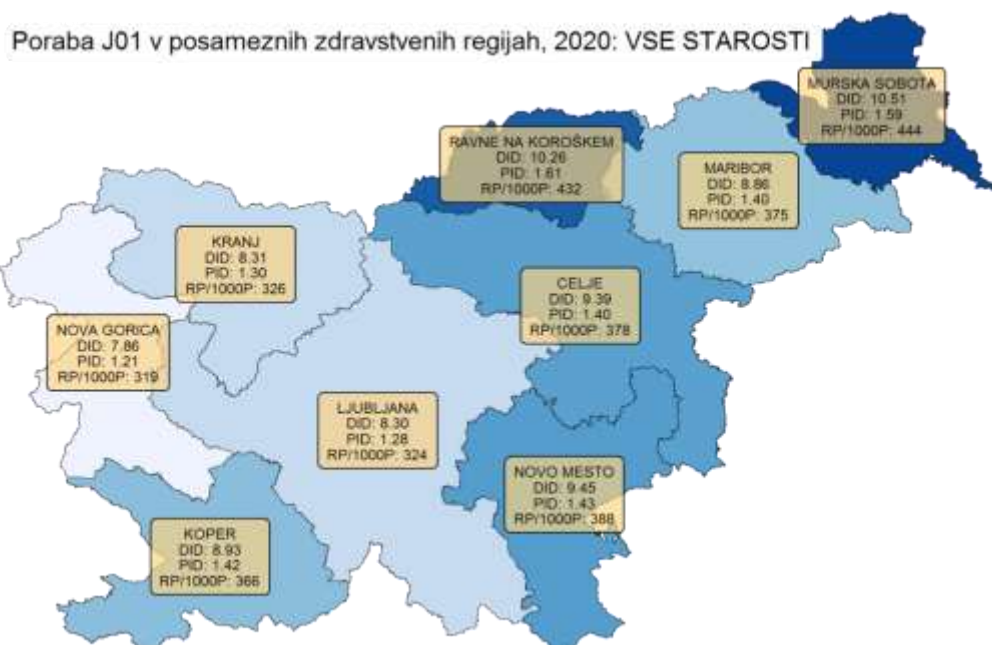 Poraba J01 v posameznih zdravstvenih regijah, 2020: VSE STAROSTI
MURSKA SOBOTA
DID: 10.51
PID: 1.59
RP/1000P: 444
RAVNE NA KOROŠKEM
DID: 10.26
PID: 1.61
RP/1000P: 432
MARIBOR
DID: 8.86
PID: 1.40
RP/1000P: 375
KRANJ
DID: 8.31
PID: 1.30
RP/1000P: 326
CELJE
DID: 9.39
PID: 1.40
RP/1000P: 378
NOVA GORICA
DID: 7.86
PID: 1.21
RP/1000P: 319
LJUBLJANA
DID: 8.30
PID: 1.28
RP/1000P: 324
NOVO MESTO
DID: 9.45
PID: 1.43
RP/1000P: 388
KOPER
DID: 8.93
PID: 1.42
RP/1000P: 366